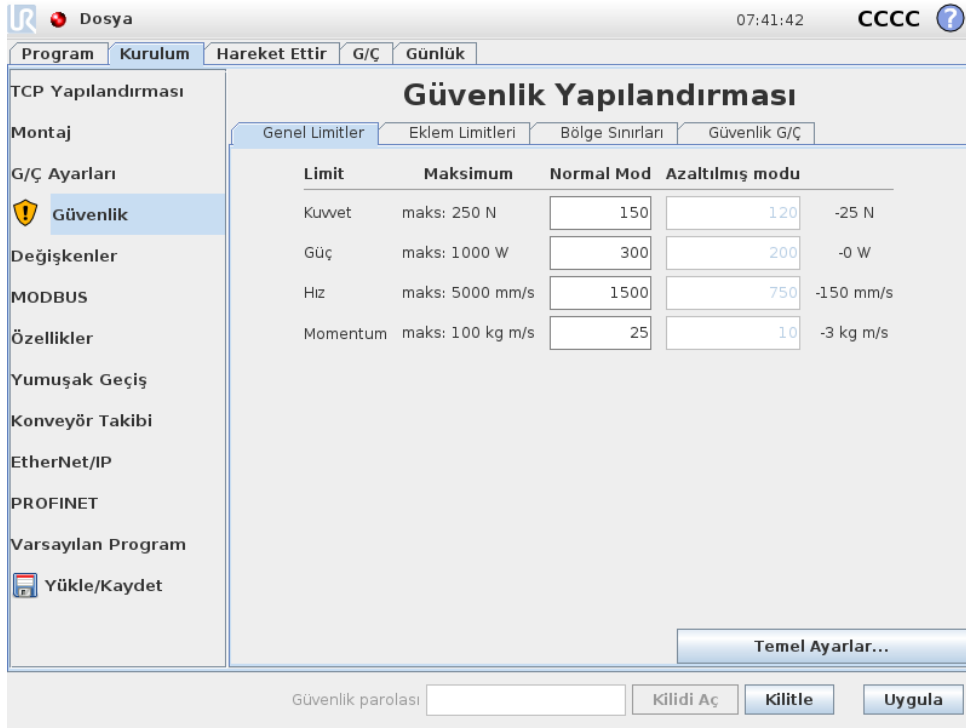 UR Dosya 07:41:42 CCCC ?
Program Kurulum Hareket Ettir G/Ç Günlük
TCP Yapılandırması
Montaj
G/Ç Ayarları
Güvenlik
Değişkenler
MODBUS
Özellikler
Yumuşak Geçiş
Konveyör Takibi
EtherNet/IP
PROFINET
Varsayılan Program
Yükle/Kaydet
Güvenlik Yapılandırması
Genel Limitler Eklem Limitleri Bölge Sınırları Güvenlik G/Ç
Limit Maksimum Normal Mod Azaltılmış modu
Kuvvet maks: 250 N 150 120 -25 N
Güç maks: 1000 W 300 200 -0 W
Hız maks: 5000 mm/s 1500 750 -150 mm/s
Momentum maks: 100 kg m/s 25 10 -3 kg m/s
Temel Ayarlar...
Güvenlik parolası Kilidi Aç Kilitle Uygula